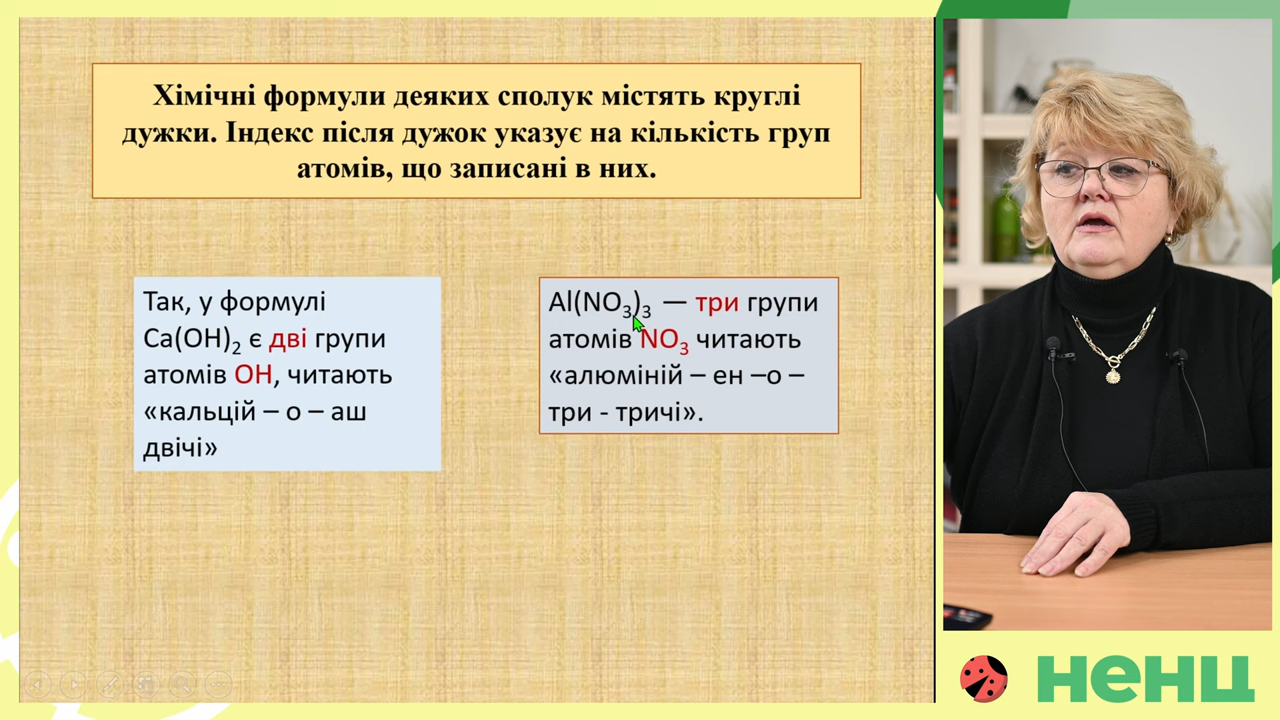 Хімічні формули деяких сполук містять круглі
дужки. Індекс після дужок указує на кількість груп
атомів, що записані в них.
Так, у формулі
Ca(OH)₂ є дві групи
атомів OH, читають
«кальцій – о – аш
двічі»
Al(NO₃)₃ — три групи
атомів NO₃ читають
«алюміній – ен –о –
три - тричі».
ненц